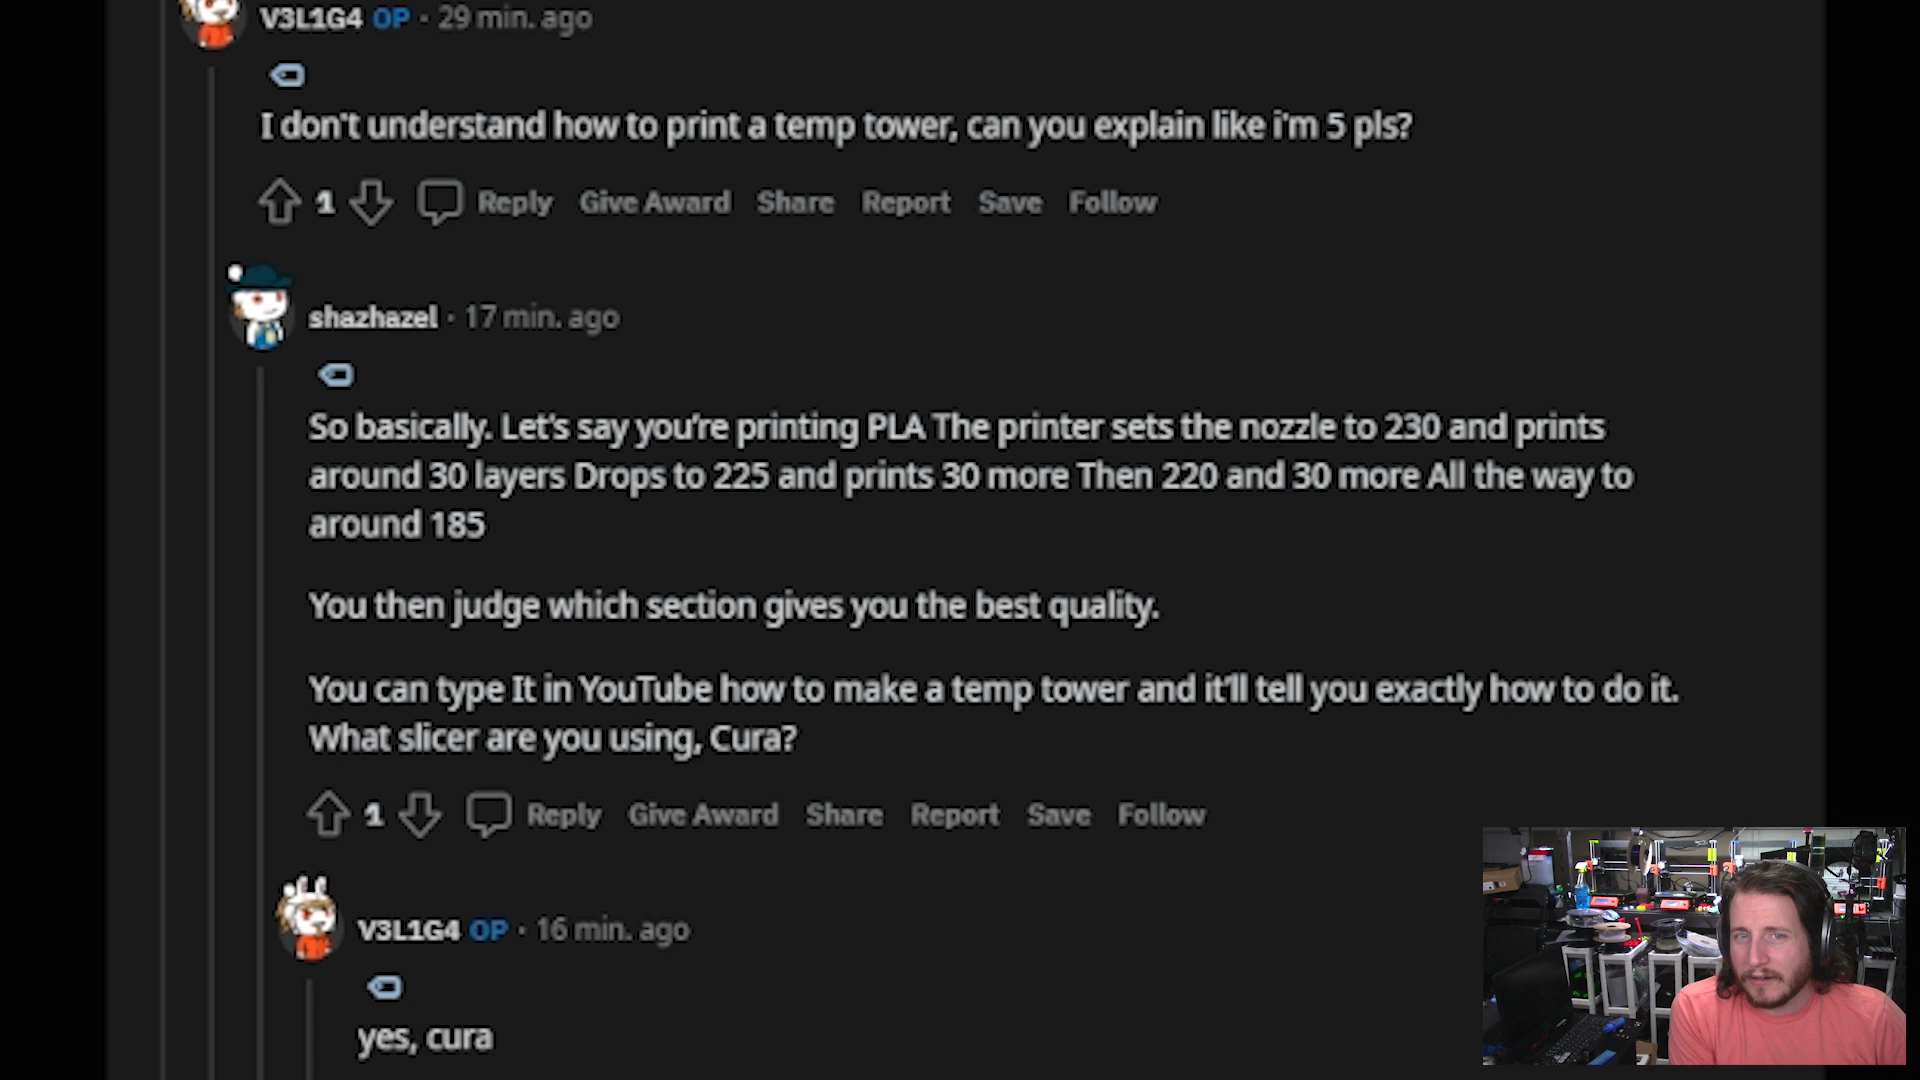 V3L1G4 OP · 29 min. ago
I don't understand how to print a temp tower, can you explain like i'm 5 pls?
1 Reply Give Award Share Report Save Follow
shazhazel · 17 min. ago
So basically. Let's say you're printing PLA The printer sets the nozzle to 230 and prints
around 30 layers Drops to 225 and prints 30 more Then 220 and 30 more All the way to
around 185
You then judge which section gives you the best quality.
You can type It in YouTube how to make a temp tower and it'll tell you exactly how to do it.
What slicer are you using, Cura?
1 Reply Give Award Share Report Save Follow
V3L1G4 OP · 16 min. ago
yes, cura